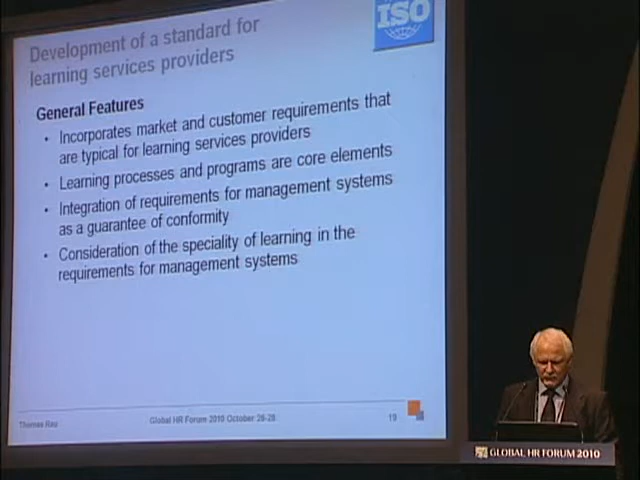 Development of a standard for
learning services providers
ISO
General Features
• Incorporates market and customer requirements that
are typical for learning services providers
• Learning processes and programs are core elements
• Integration of requirements for management systems
as a guarantee of conformity
• Consideration of the speciality of learning in the
requirements for management systems
Thomas Rau
Global HR Forum 2010 October 26-28
19
GLOBAL HR FORUM 2010